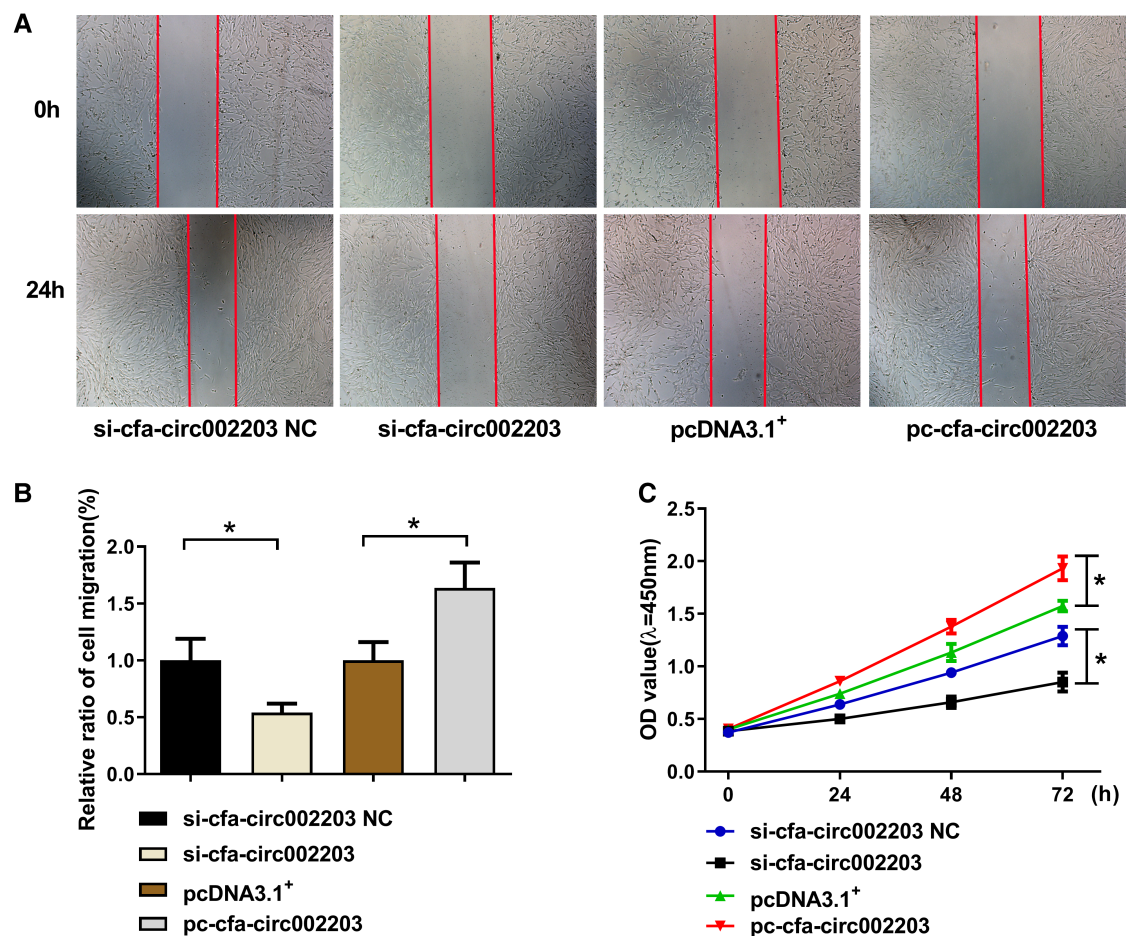 A
0h
24h
si-cfa-circ002203 NC
si-cfa-circ002203
pcDNA3.1+
pc-cfa-circ002203
B
Relative ratio of cell migration(%)
2.0
1.5
1.0
0.5
0.0
*
*
si-cfa-circ002203 NC
si-cfa-circ002203
pcDNA3.1+
pc-cfa-circ002203
C
OD value(λ=450nm)
2.5
2.0
1.5
1.0
0.5
0.0
0 24 48 72 (h)
*
*
si-cfa-circ002203 NC
si-cfa-circ002203
pcDNA3.1+
pc-cfa-circ002203